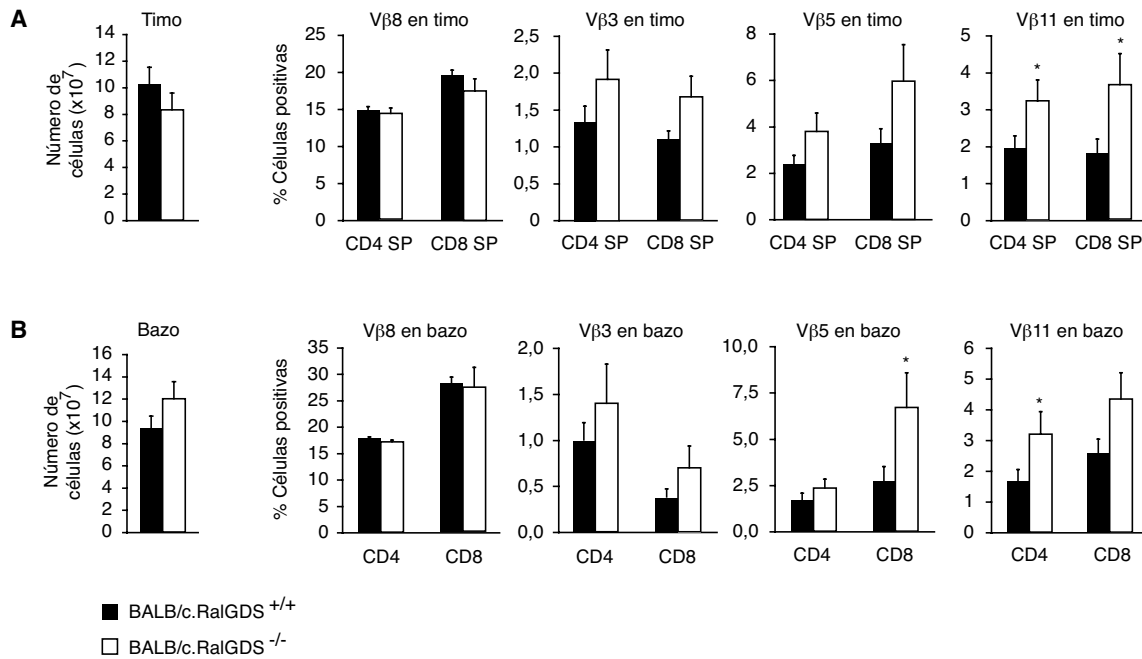 A
Timo
Vβ8 en timo
Vβ3 en timo
Vβ5 en timo
Vβ11 en timo
Número de
células (x10⁷)
14
12
10
8
6
4
2
0
% Células positivas
25
20
15
10
5
0
CD4 SP
CD8 SP
2,5
2,0
1,5
1,0
0,5
0,0
CD4 SP
CD8 SP
8
6
4
2
0
CD4 SP
CD8 SP
5
4
3
2
1
0
*
*
CD4 SP
CD8 SP
B
Bazo
Vβ8 en bazo
Vβ3 en bazo
Vβ5 en bazo
Vβ11 en bazo
Número de
células (x10⁷)
16
14
12
10
8
6
4
2
0
% Células positivas
35
30
25
20
15
10
5
0
CD4
CD8
2,0
1,5
1,0
0,5
0,0
CD4
CD8
10,0
7,5
5,0
2,5
0,0
*
CD4
CD8
6
5
4
3
2
1
0
*
CD4
CD8
BALB/c.RalGDS +/+
BALB/c.RalGDS -/-